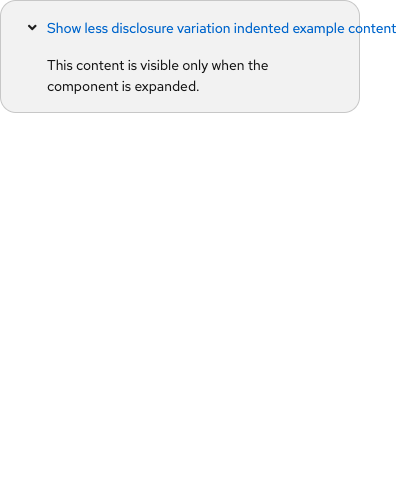 Show less disclosure variation indented example content
This content is visible only when the
component is expanded.